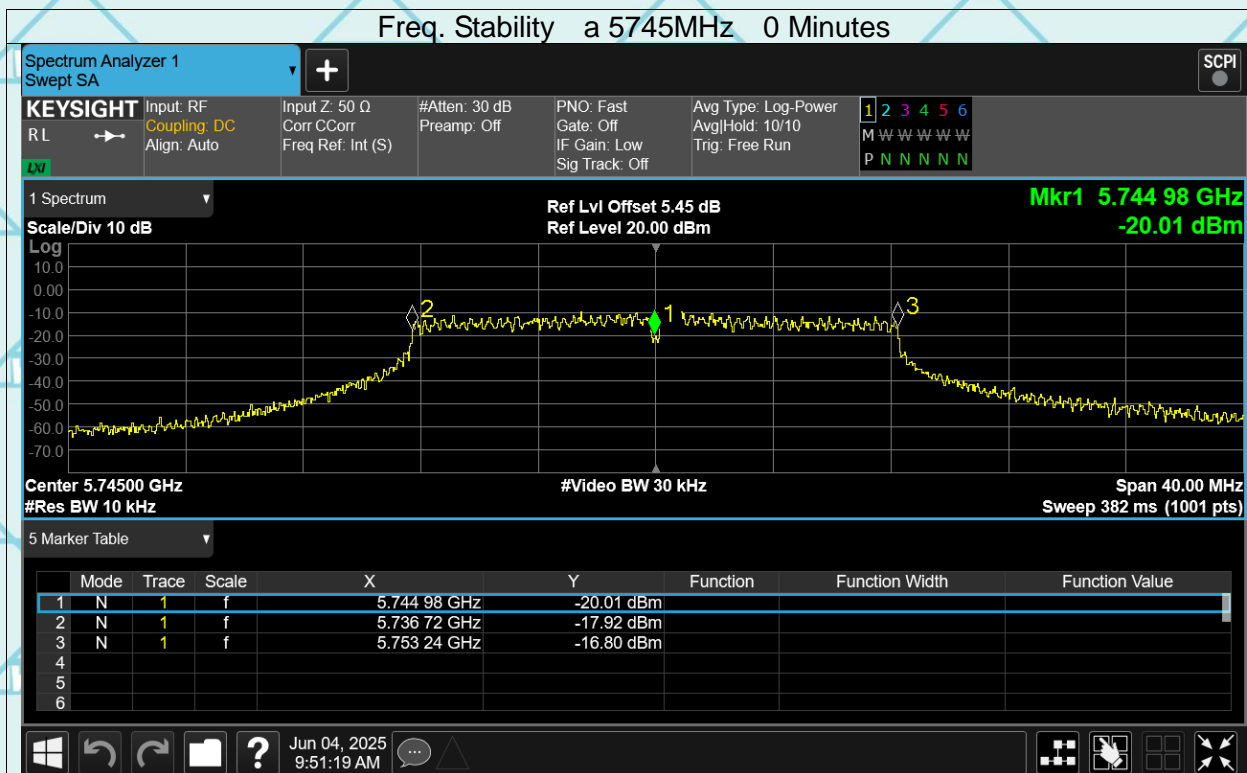 Freq. Stability a 5745MHz 0 Minutes
Spectrum Analyzer 1
Swept SA
+
SCPI
KEYSIGHT
R L
LXI
Input: RF
Coupling: DC
Align: Auto
Input Z: 50 Ω
Corr CCorr
Freq Ref: Int (S)
#Atten: 30 dB
Preamp: Off
PNO: Fast
Gate: Off
IF Gain: Low
Sig Track: Off
Avg Type: Log-Power
Avg|Hold: 10/10
Trig: Free Run
1 2 3 4 5 6
M W W W W W
P N N N N N
1 Spectrum
Scale/Div 10 dB
Ref Lvl Offset 5.45 dB
Ref Level 20.00 dBm
Mkr1 5.744 98 GHz
-20.01 dBm
Log
10.0
0.00
-10.0
-20.0
-30.0
-40.0
-50.0
-60.0
-70.0
2
1
3
Center 5.74500 GHz
#Res BW 10 kHz
#Video BW 30 kHz
Span 40.00 MHz
Sweep 382 ms (1001 pts)
5 Marker Table
Mode Trace Scale X Y Function Function Width Function Value
1 N 1 f 5.744 98 GHz -20.01 dBm
2 N 1 f 5.736 72 GHz -17.92 dBm
3 N 1 f 5.753 24 GHz -16.80 dBm
4
5
6
?
Jun 04, 2025
9:51:19 AM